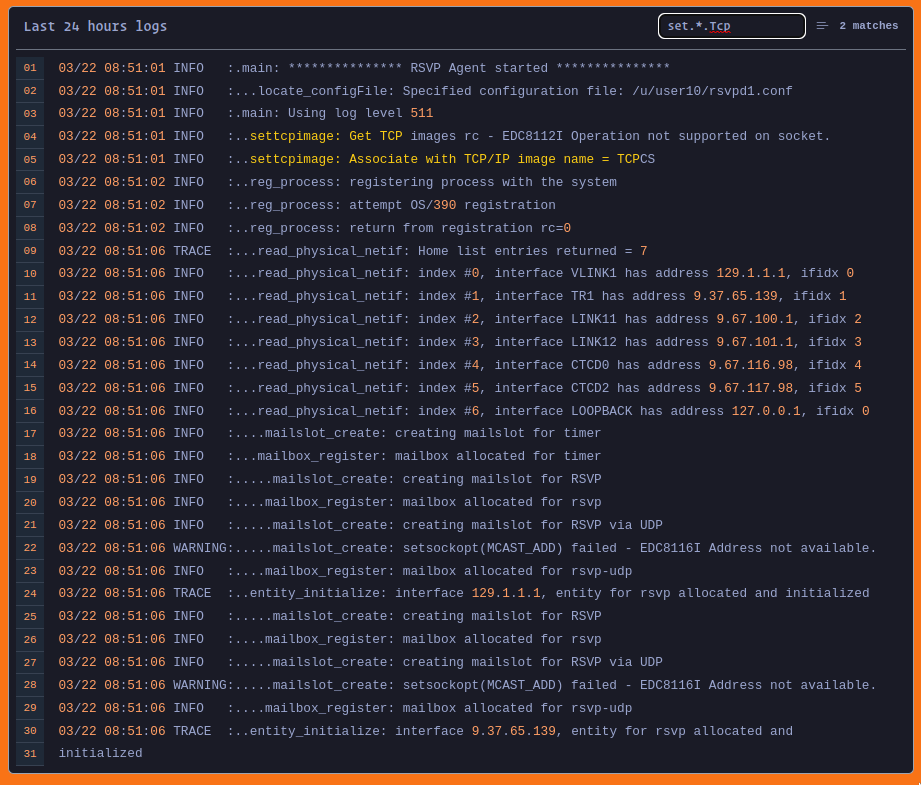 Last 24 hours logs
set.*.Tcp
2 matches
01 03/22 08:51:01 INFO   :.main: *************** RSVP Agent started ***************
02 03/22 08:51:01 INFO   :...locate_configFile: Specified configuration file: /u/user10/rsvpd1.conf
03 03/22 08:51:01 INFO   :.main: Using log level 511
04 03/22 08:51:01 INFO   :..settcpimage: Get TCP images rc - EDC8112I Operation not supported on socket.
05 03/22 08:51:01 INFO   :..settcpimage: Associate with TCP/IP image name = TCPCS
06 03/22 08:51:02 INFO   :..reg_process: registering process with the system
07 03/22 08:51:02 INFO   :..reg_process: attempt OS/390 registration
08 03/22 08:51:02 INFO   :..reg_process: return from registration rc=0
09 03/22 08:51:06 TRACE  :...read_physical_netif: Home list entries returned = 7
10 03/22 08:51:06 INFO   :...read_physical_netif: index #0, interface VLINK1 has address 129.1.1.1, ifidx 0
11 03/22 08:51:06 INFO   :...read_physical_netif: index #1, interface TR1 has address 9.37.65.139, ifidx 1
12 03/22 08:51:06 INFO   :...read_physical_netif: index #2, interface LINK11 has address 9.67.100.1, ifidx 2
13 03/22 08:51:06 INFO   :...read_physical_netif: index #3, interface LINK12 has address 9.67.101.1, ifidx 3
14 03/22 08:51:06 INFO   :...read_physical_netif: index #4, interface CTCD0 has address 9.67.116.98, ifidx 4
15 03/22 08:51:06 INFO   :...read_physical_netif: index #5, interface CTCD2 has address 9.67.117.98, ifidx 5
16 03/22 08:51:06 INFO   :...read_physical_netif: index #6, interface LOOPBACK has address 127.0.0.1, ifidx 0
17 03/22 08:51:06 INFO   :....mailslot_create: creating mailslot for timer
18 03/22 08:51:06 INFO   :...mailbox_register: mailbox allocated for timer
19 03/22 08:51:06 INFO   :.....mailslot_create: creating mailslot for RSVP
20 03/22 08:51:06 INFO   :....mailbox_register: mailbox allocated for rsvp
21 03/22 08:51:06 INFO   :.....mailslot_create: creating mailslot for RSVP via UDP
22 03/22 08:51:06 WARNING:.....mailslot_create: setsockopt(MCAST_ADD) failed - EDC8116I Address not available.
23 03/22 08:51:06 INFO   :....mailbox_register: mailbox allocated for rsvp-udp
24 03/22 08:51:06 TRACE  :..entity_initialize: interface 129.1.1.1, entity for rsvp allocated and initialized
25 03/22 08:51:06 INFO   :.....mailslot_create: creating mailslot for RSVP
26 03/22 08:51:06 INFO   :....mailbox_register: mailbox allocated for rsvp
27 03/22 08:51:06 INFO   :.....mailslot_create: creating mailslot for RSVP via UDP
28 03/22 08:51:06 WARNING:.....mailslot_create: setsockopt(MCAST_ADD) failed - EDC8116I Address not available.
29 03/22 08:51:06 INFO   :....mailbox_register: mailbox allocated for rsvp-udp
30 03/22 08:51:06 TRACE  :..entity_initialize: interface 9.37.65.139, entity for rsvp allocated and
31 initialized